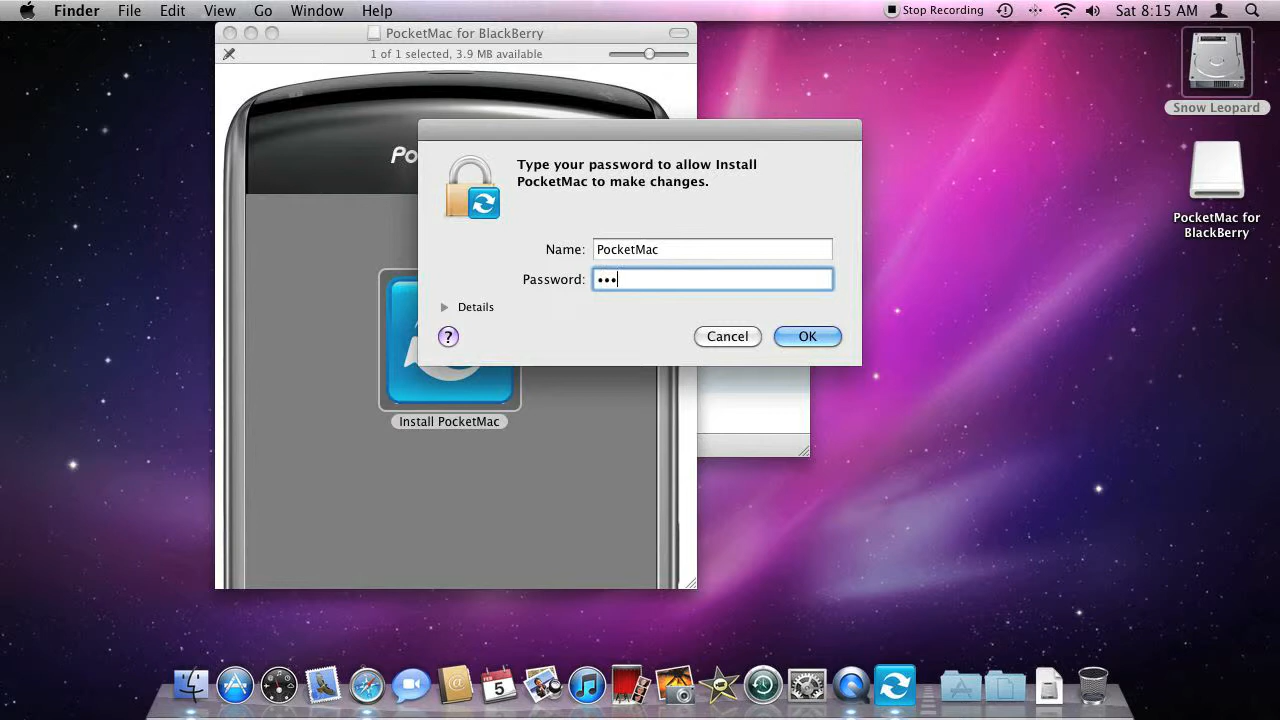 Finder File Edit View Go Window Help
Stop Recording Sat 8:15 AM
PocketMac for BlackBerry
1 of 1 selected, 3.9 MB available
Snow Leopard
Po
Type your password to allow Install
PocketMac to make changes.
Name: PocketMac
Password: •••
Details
?
Cancel OK
PocketMac for
BlackBerry
Install PocketMac
FEB
5